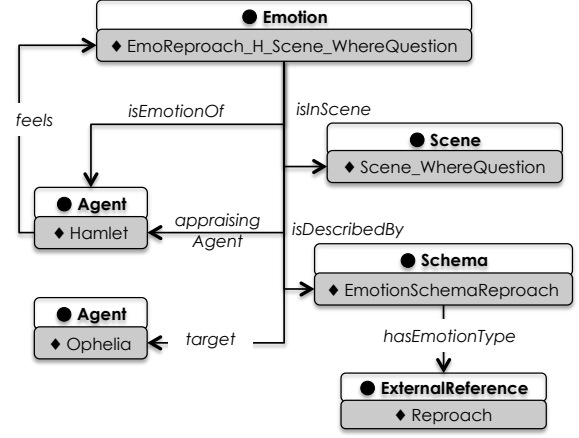 ● Emotion
♦ EmoReproach_H_Scene_WhereQuestion
feels
isEmotionOf
isInScene
● Scene
♦ Scene_WhereQuestion
● Agent
♦ Hamlet
appraising
Agent
isDescribedBy
● Schema
♦ EmotionSchemaReproach
● Agent
♦ Ophelia
target
hasEmotionType
● ExternalReference
♦ Reproach